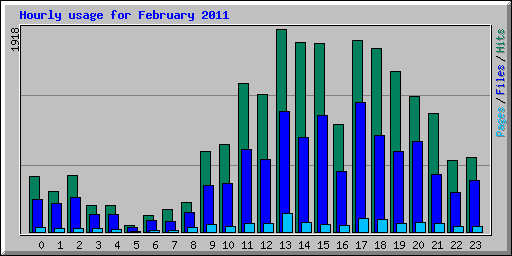 Hourly usage for February 2011
1918
Pages / Files / Hits
0 1 2 3 4 5 6 7 8 9 10 11 12 13 14 15 16 17 18 19 20 21 22 23